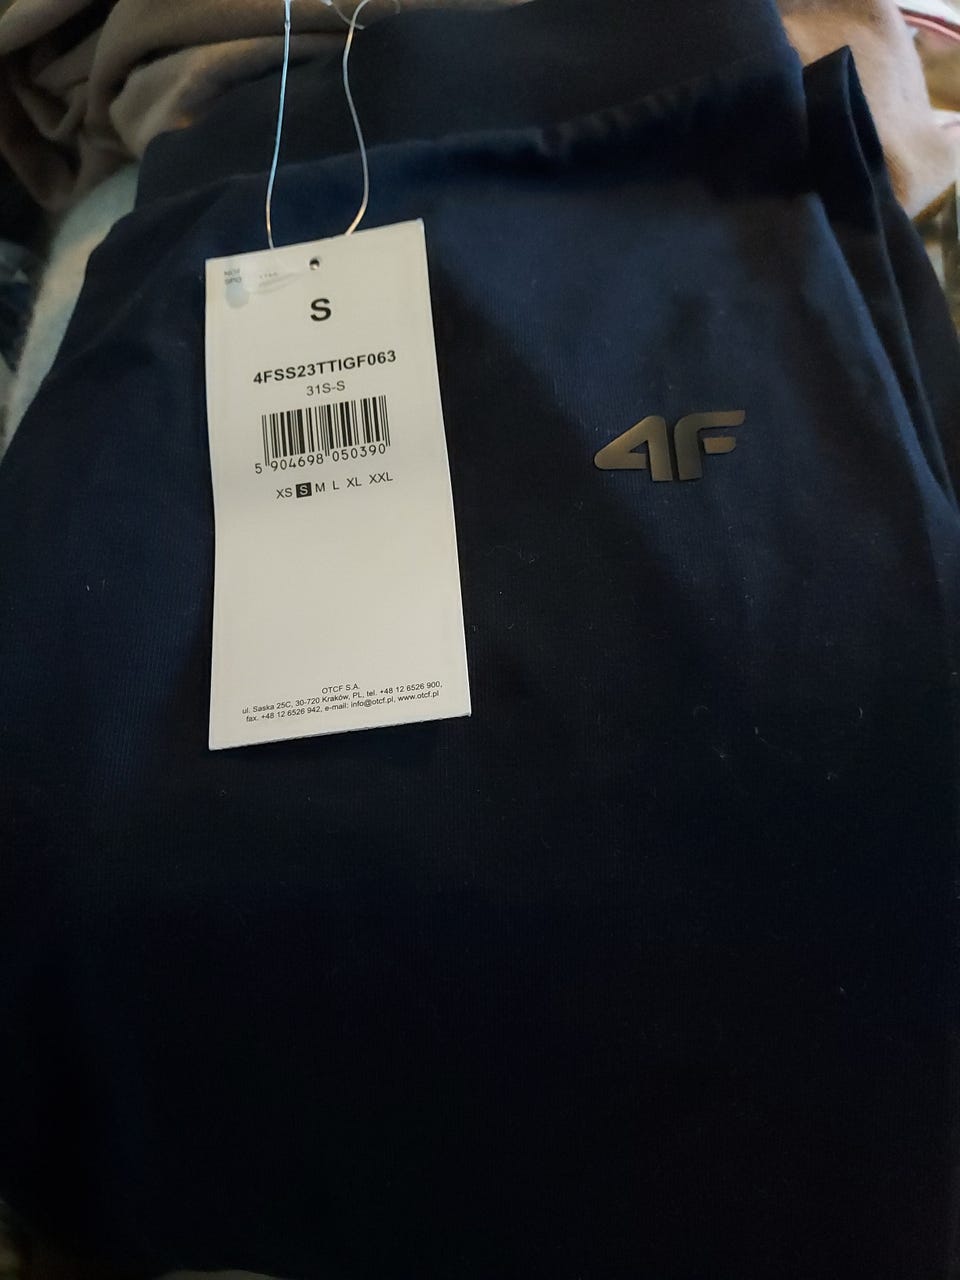 S
4FSS23TTIGF063
31S-S
5 904698 050390
XS S M L XL XXL
OTCF S.A.
ul. Saska 25C, 30-720 Kraków, PL, tel. +48 12 6526 900,
fax. +48 12 6526 942, e-mail: info@otcf.pl, www.otcf.pl
4F